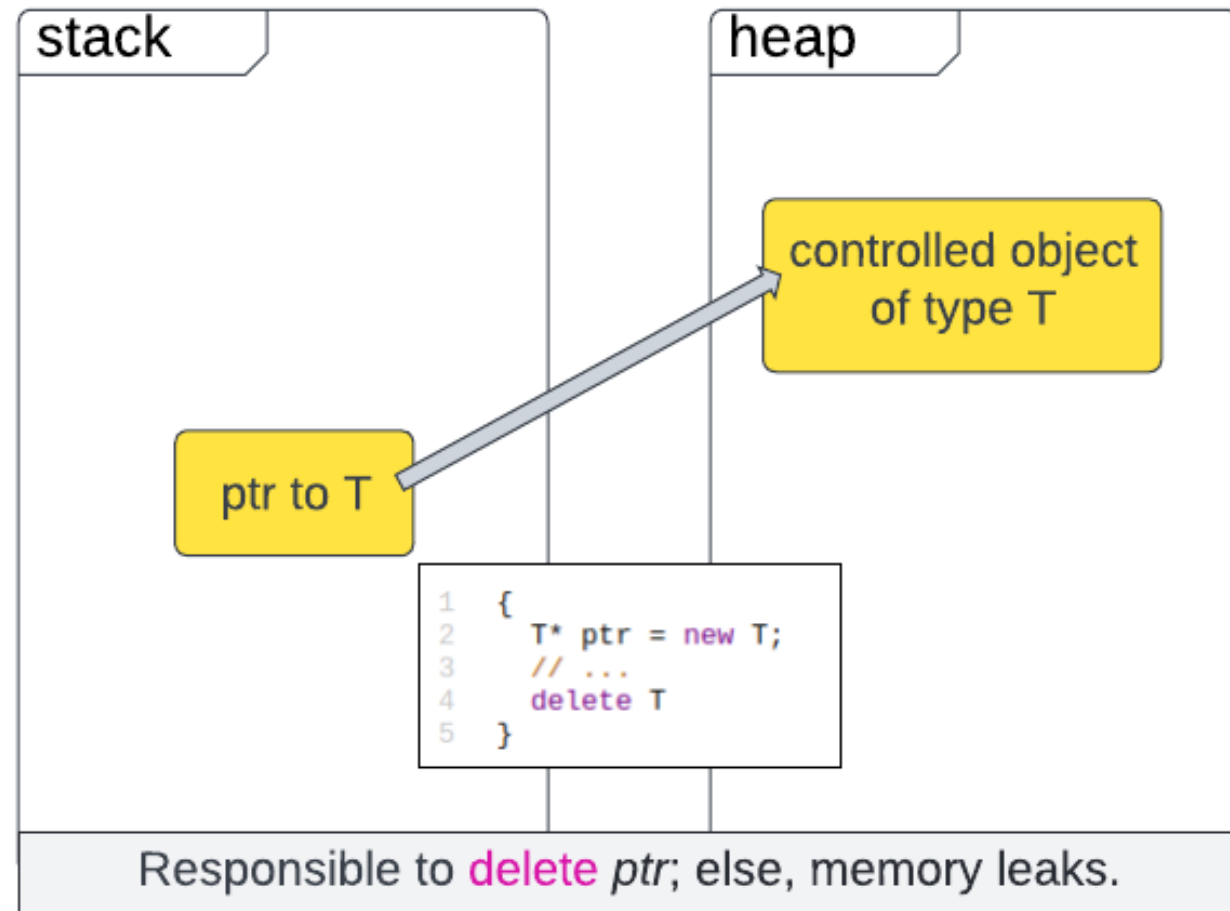 stack
heap
controlled object
of type T
ptr to T
1 {
2 T* ptr = new T;
3 // ...
4 delete T
5 }
Responsible to delete ptr; else, memory leaks.